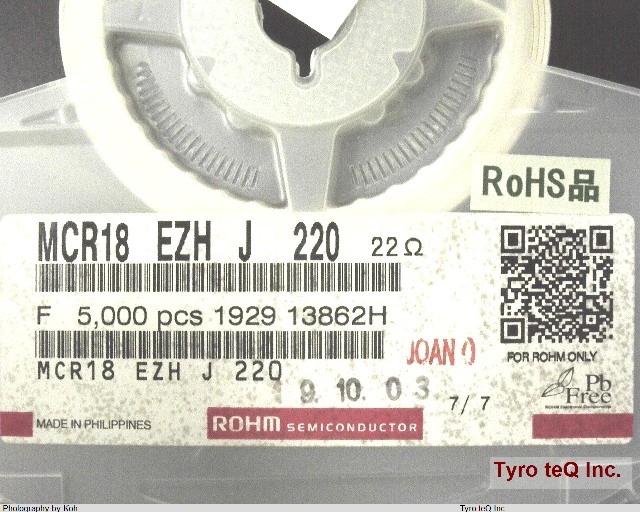 RoHS品
MCR18 EZH J 220 22Ω
F 5,000 pcs 1929 13862H
JOAN
FOR ROHM ONLY
MCR18 EZH J 220
9. 10. 03
7/ 7
Pb
Free
MADE IN PHILIPPINES
ROHM SEMICONDUCTOR
Tyro teQ Inc.
Photography by Koh
Tyro teQ Inc